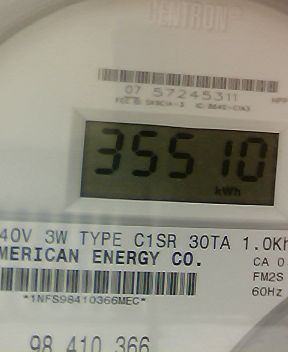 CENTRON®
07 57245311
35510
kWh
40V 3W TYPE C1SR 30TA 1.0Kh
MERICAN ENERGY CO.
CA 0
FM2S
*1NFS98410366MEC*
60Hz
98 410 366